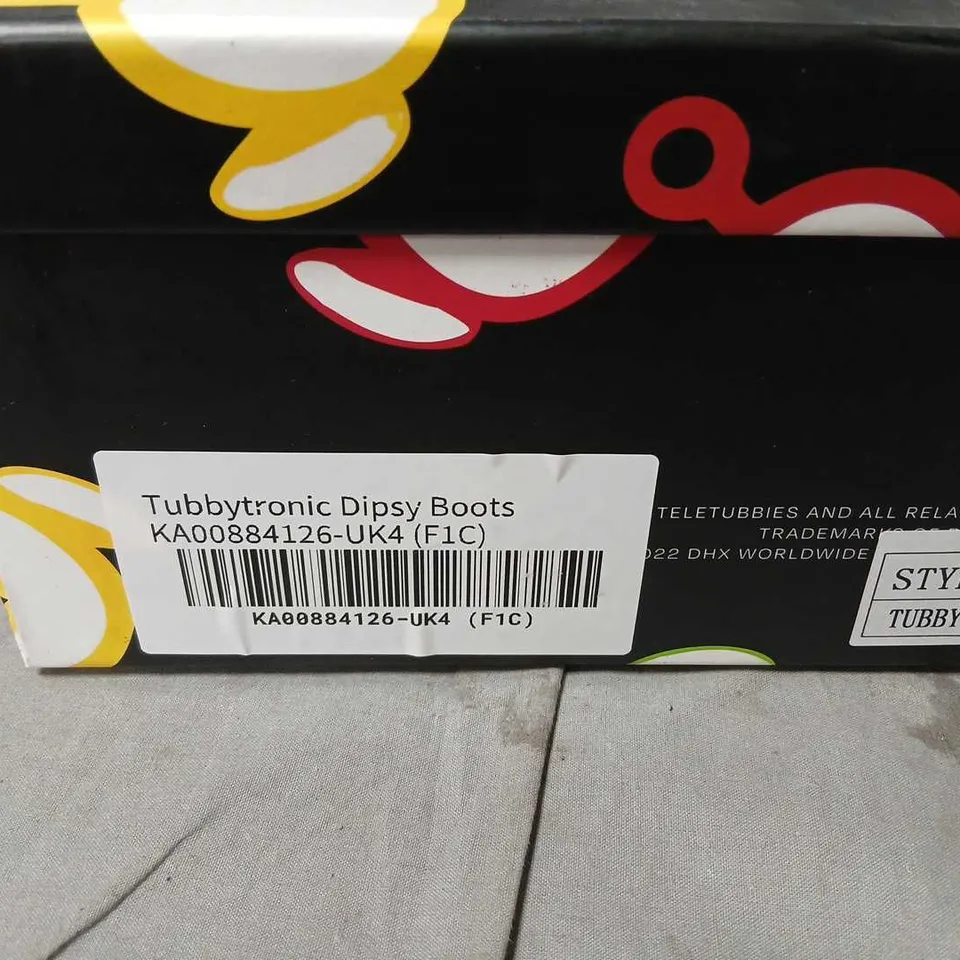 Tubbytronic Dipsy Boots
KA00884126-UK4 (F1C)
KA00884126-UK4 (F1C)
TELETUBBIES AND ALL RELA
TRADEMARKS OF
022 DHX WORLDWIDE
STY
TUBBY